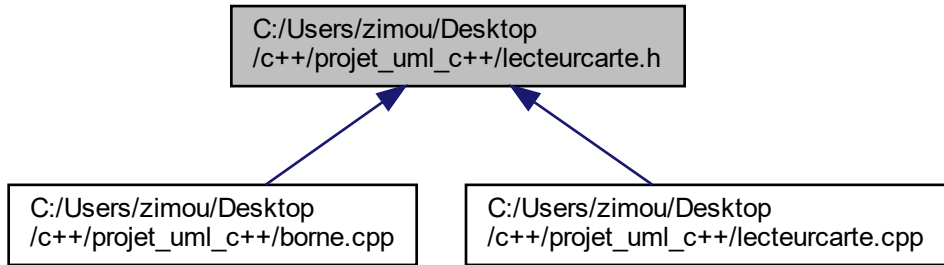 C:/Users/zimou/Desktop
/c++/projet_uml_c++/lecteurcarte.h
C:/Users/zimou/Desktop
/c++/projet_uml_c++/borne.cpp
C:/Users/zimou/Desktop
/c++/projet_uml_c++/lecteurcarte.cpp